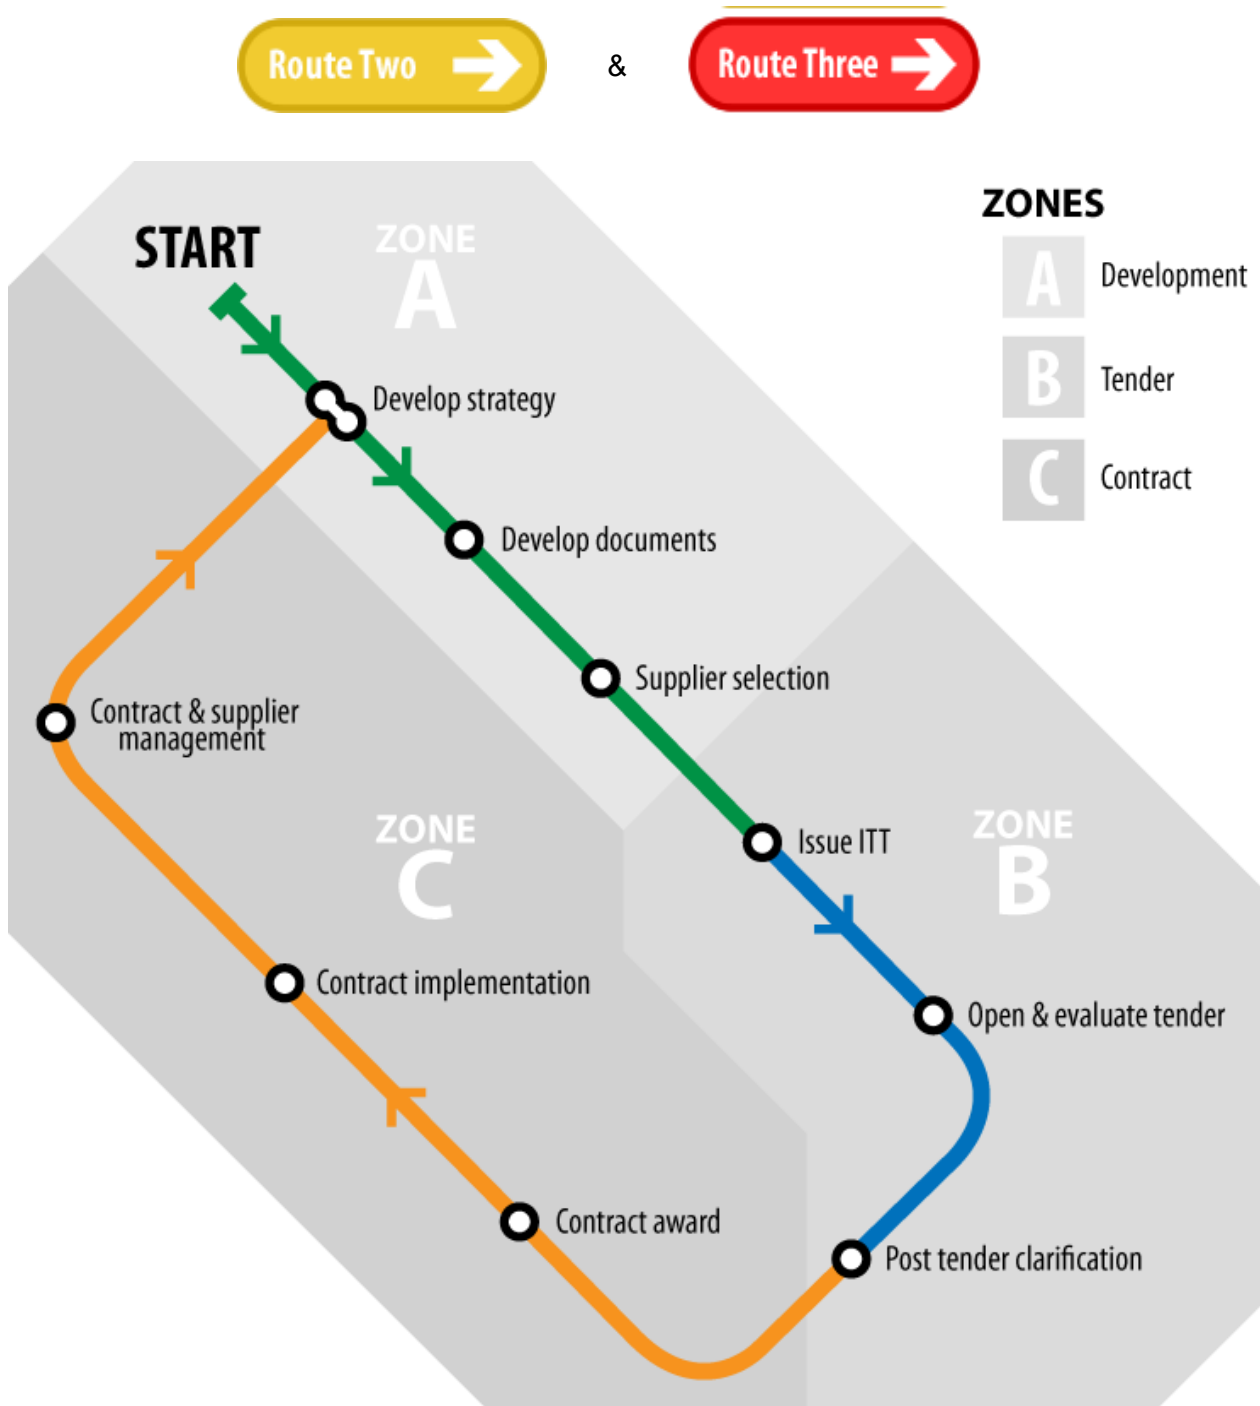 Route Two
&
Route Three
ZONES
A
Development
B
Tender
C
Contract
START
ZONE
A
Develop strategy
Develop documents
Supplier selection
Contract & supplier
management
ZONE
C
ZONE
B
Issue ITT
Contract implementation
Open & evaluate tender
Contract award
Post tender clarification